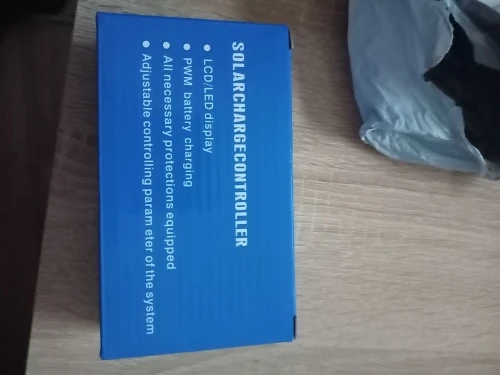 SOLARCHARGECONTROLLER
● LCD/LED display
● PWM battery charging
● All necessary protections equipped
● Adjustable controlling param eter of the system